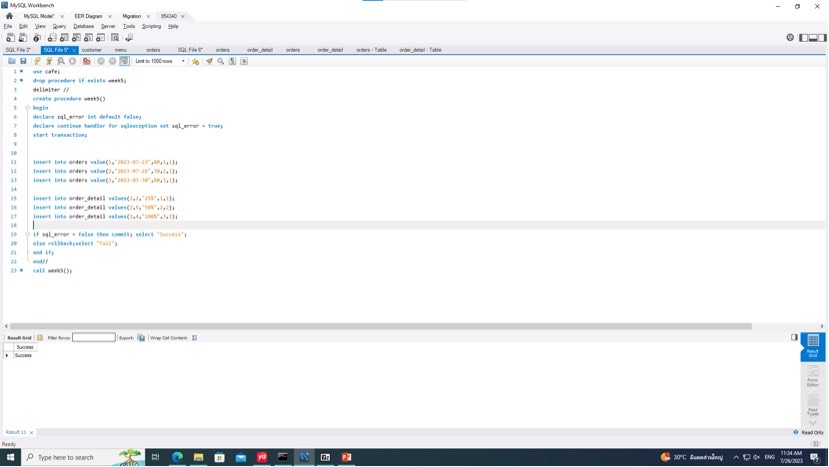 MySQL Workbench
MySQL Model* × EER Diagram × Migration × 954340 ×
File Edit View Query Database Server Tools Scripting Help
SQL File 3* SQL File 5* × customer menu orders SQL File 6* orders order_detail orders order_detail orders - Table order_detail - Table
Limit to 1000 rows
1 use cafe;
2 drop procedure if exists week5;
3 delimiter //
4 create procedure week5()
5 begin
6 declare sql_error int default false;
7 declare continue handler for sqlexception set sql_error = true;
8 start transaction;
9
10
11 insert into orders value(1,"2023-07-23",80,1,1);
12 insert into orders value(2,"2023-07-26",70,2,1);
13 insert into orders value(3,"2023-07-30",60,3,1);
14
15 insert into order_detail values(1,2,"25%",1,1);
16 insert into order_detail values(2,5,"50%",2,2);
17 insert into order_detail values(3,4,"100%",3,3);
18
19 if sql_error = false then commit; select "Success";
20 else rollback;select "Fail";
21 end if;
22 end//
23 call week5();
Result Grid Filter Rows: Export: Wrap Cell Content:
Success
Success
Result Grid
Form Editor
Field Types
Result 11 × Read Only
Ready
Type here to search
30°C มีแดดส่วนใหญ่ ENG 11:34 AM
7/26/2023